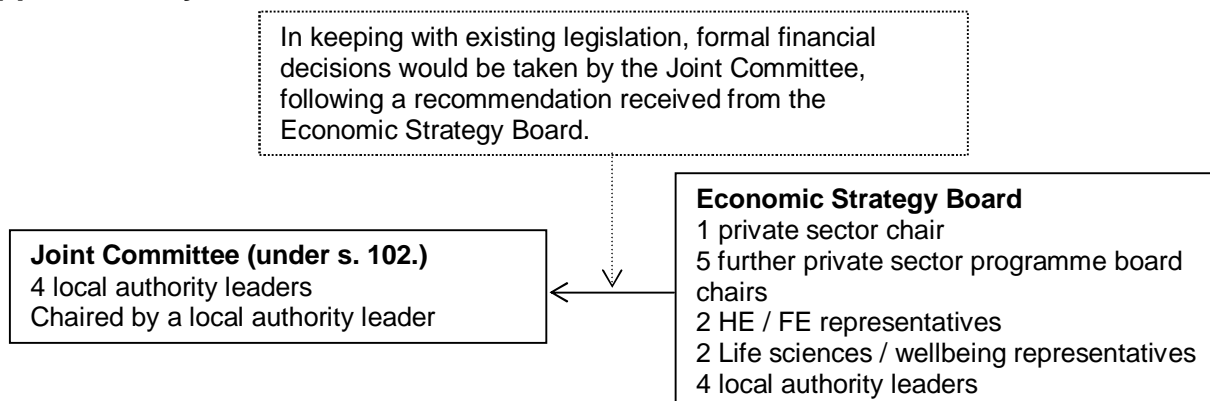 In keeping with existing legislation, formal financial
decisions would be taken by the Joint Committee,
following a recommendation received from the
Economic Strategy Board.
Joint Committee (under s. 102.)
4 local authority leaders
Chaired by a local authority leader
Economic Strategy Board
1 private sector chair
5 further private sector programme board
chairs
2 HE / FE representatives
2 Life sciences / wellbeing representatives
4 local authority leaders